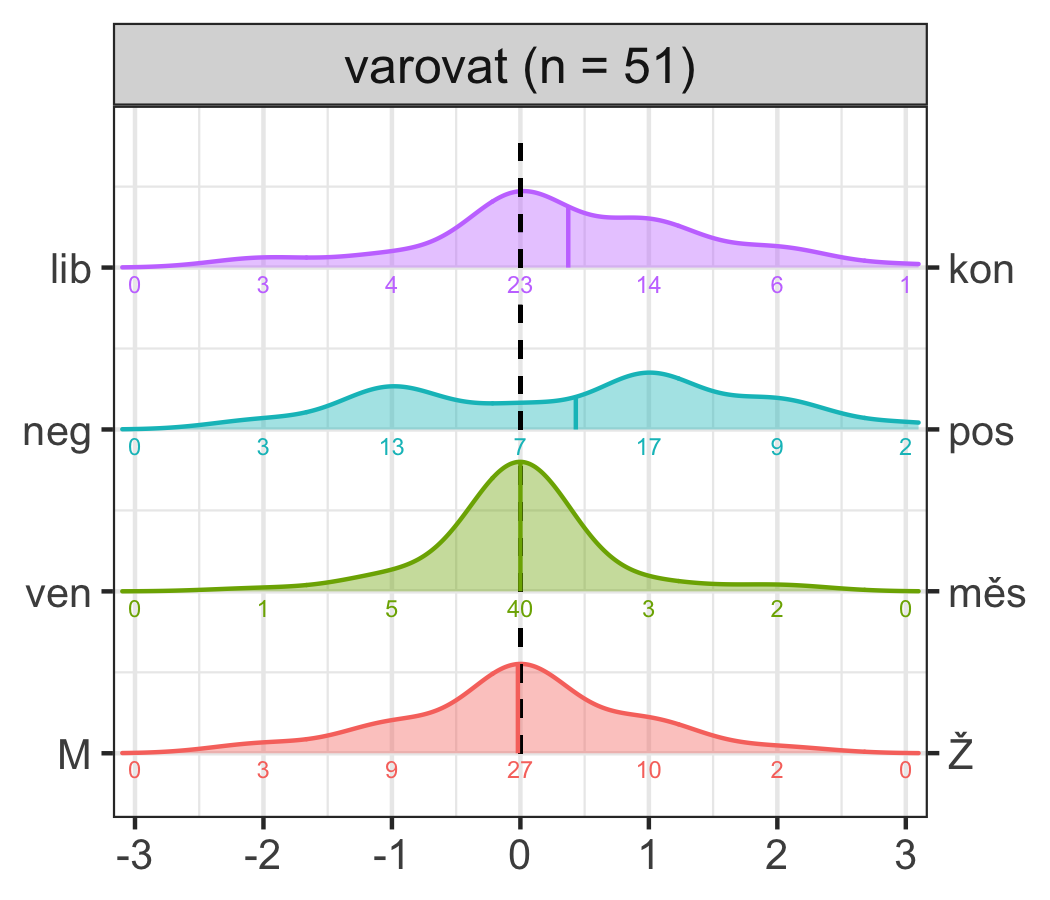 varovat (n = 51)
lib kon
0 3 4 23 14 6 1
neg pos
0 3 13 7 17 9 2
ven měs
0 1 5 40 3 2 0
M Ž
0 3 9 27 10 2 0
-3 -2 -1 0 1 2 3